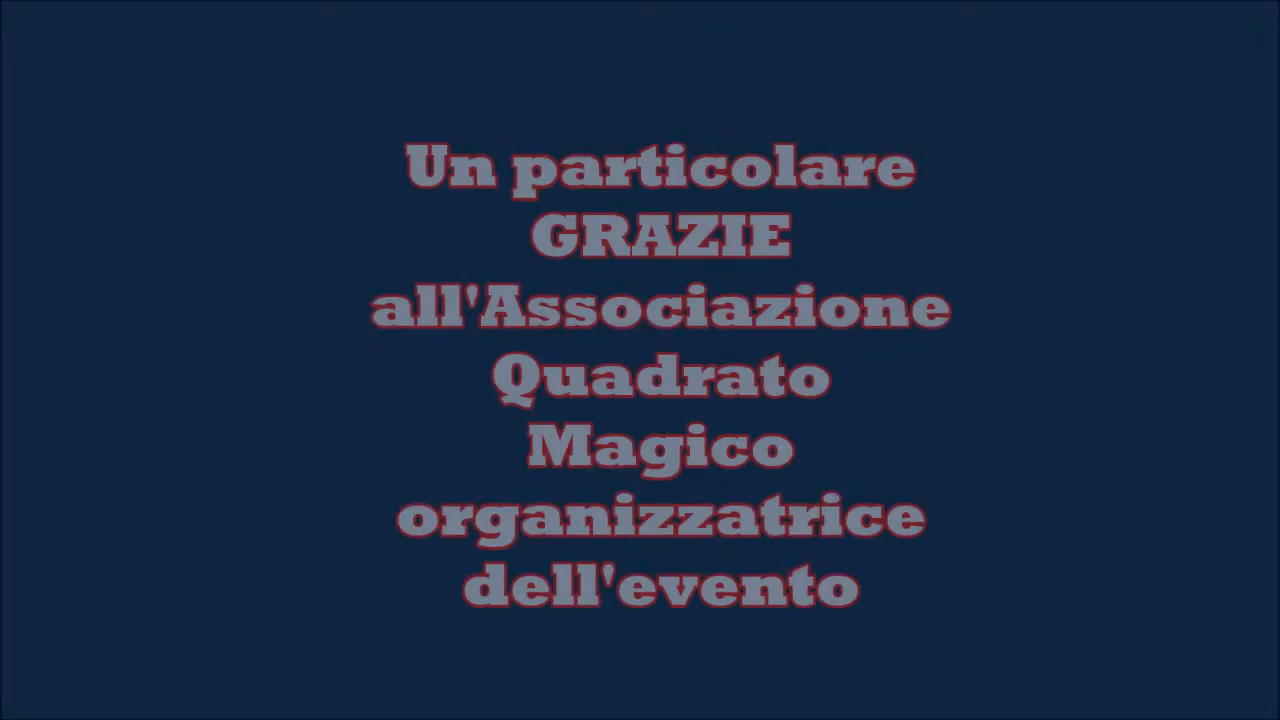 Un particolare
GRAZIE
all'Associazione
Quadrato
Magico
organizzatrice
dell'evento